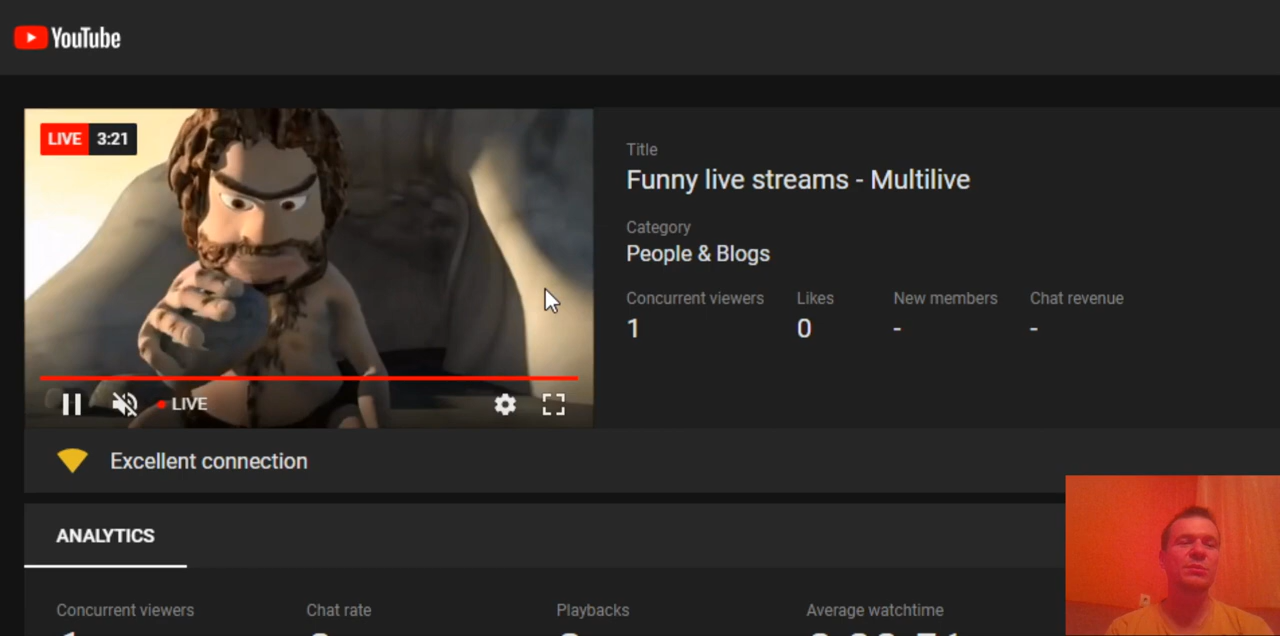 YouTube
LIVE 3:21
Title
Funny live streams - Multilive
Category
People & Blogs
Concurrent viewers Likes New members Chat revenue
1 0 - -
LIVE
Excellent connection
ANALYTICS
Concurrent viewers Chat rate Playbacks Average watchtime